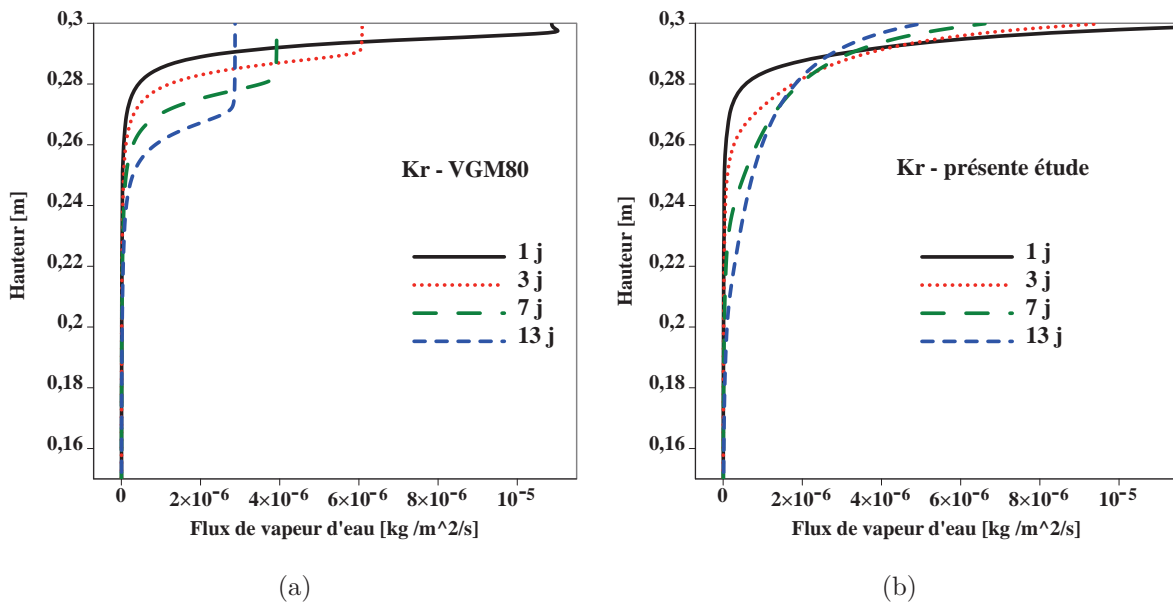 0,3
0,28
0,26
0,24
0,22
0,2
0,18
0,16
Hauteur [m]
Kr - VGM80
1 j
3 j
7 j
13 j
0
2×10⁻⁶
4×10⁻⁶
6×10⁻⁶
8×10⁻⁶
10⁻⁵
Flux de vapeur d'eau [kg /m^2/s]
(a)
0,3
0,28
0,26
0,24
0,22
0,2
0,18
0,16
Hauteur [m]
Kr - présente étude
1 j
3 j
7 j
13 j
0
2×10⁻⁶
4×10⁻⁶
6×10⁻⁶
8×10⁻⁶
10⁻⁵
Flux de vapeur d'eau [kg /m^2/s]
(b)